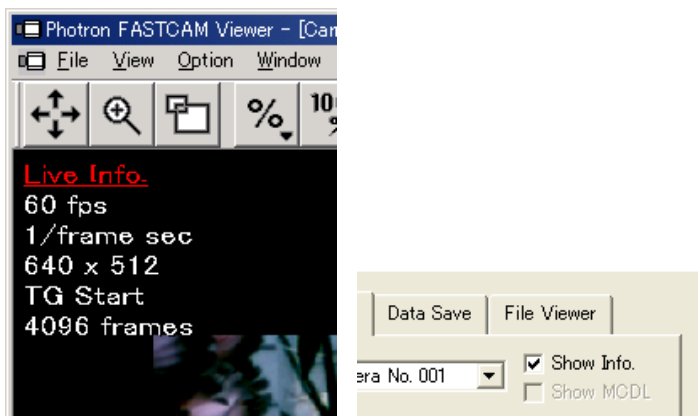 Photron FASTCAM Viewer - [Can
File View Option Window
%
Live Info.
60 fps
1/frame sec
640 x 512
TG Start
4096 frames
Data Save File Viewer
era No. 001 Show Info.
Show MCDL